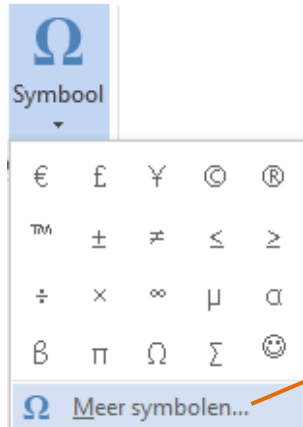 Ω
Symbool
€ £ ¥ © ®
™ ± ≠ ≤ ≥
÷ × ∞ µ α
β π Ω Σ ☺
Ω Meer symbolen...